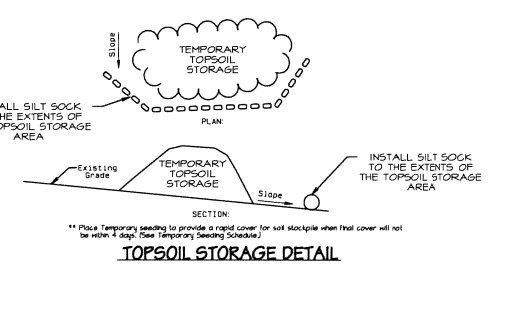 Slope
TEMPORARY
TOPSOIL
STORAGE
ALL SILT SOCK
HE EXTENTS OF
OPSOIL STORAGE
AREA
PLAN:
Existing
Grade
TEMPORARY
TOPSOIL
STORAGE
Slope
INSTALL SILT SOCK
TO THE EXTENTS OF
THE TOPSOIL STORAGE
AREA
SECTION:
** Place Temporary seeding to provide a rapid cover for soil stockpile when final cover will not
be within 4 days. (See Temporary Seeding Schedule.)
TOPSOIL STORAGE DETAIL